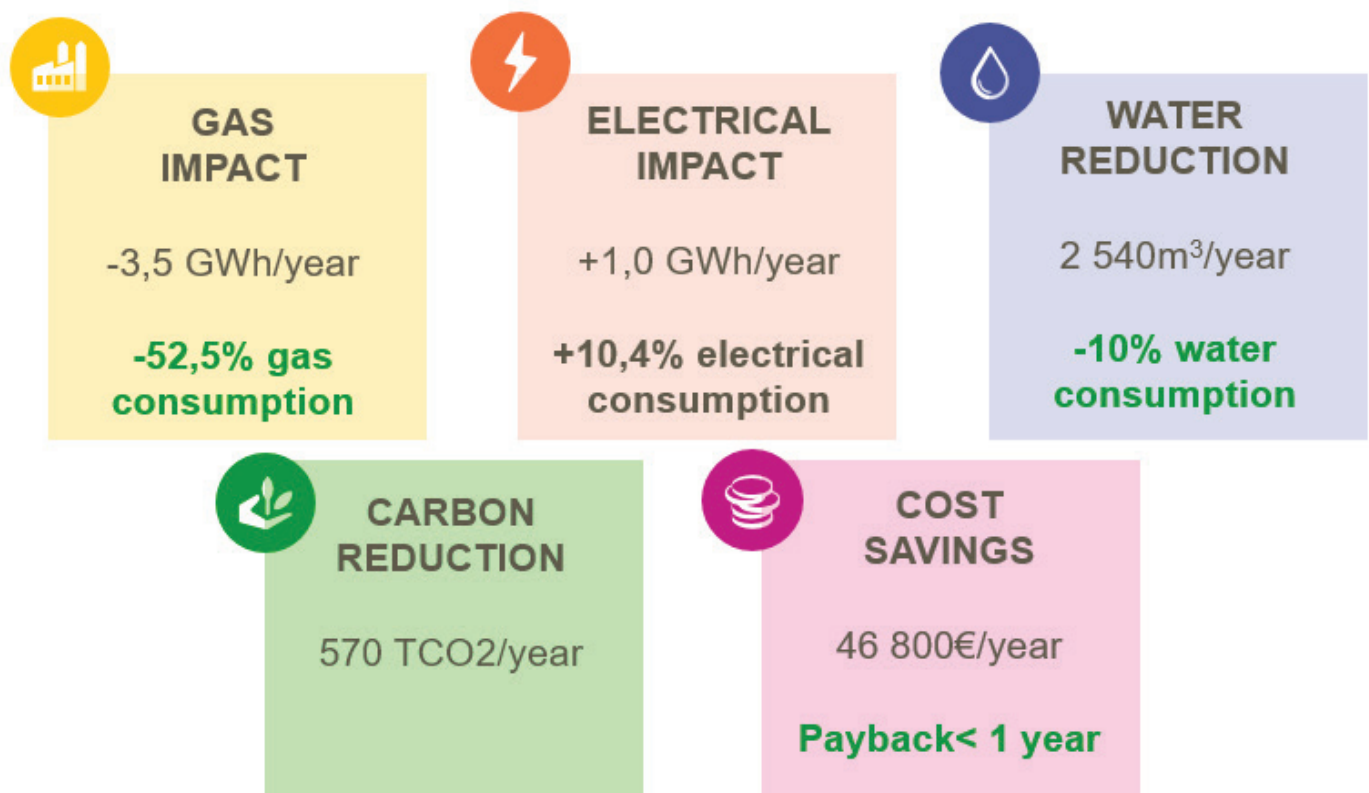 GAS
IMPACT
-3,5 GWh/year
-52,5% gas
consumption
ELECTRICAL
IMPACT
+1,0 GWh/year
+10,4% electrical
consumption
WATER
REDUCTION
2 540m³/year
-10% water
consumption
CARBON
REDUCTION
570 TCO2/year
COST
SAVINGS
46 800€/year
Payback< 1 year